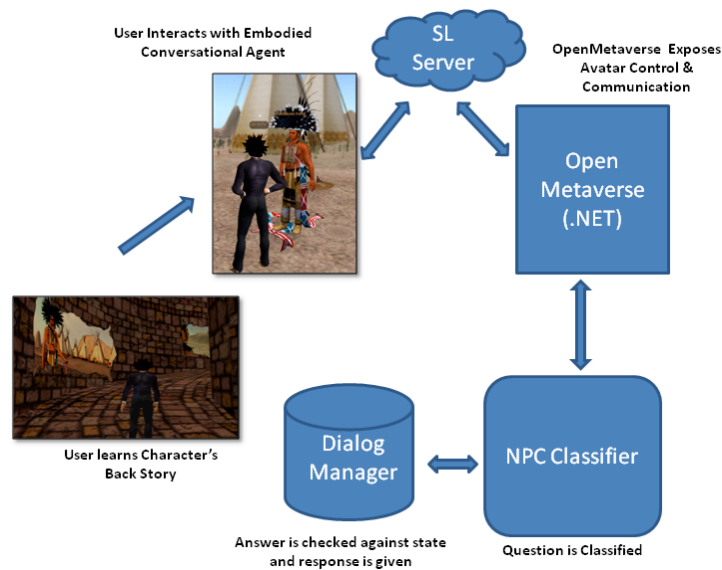 User Interacts with Embodied
Conversational Agent
SL
Server
OpenMetaverse Exposes
Avatar Control &
Communication
Open
Metaverse
(.NET)
User learns Character's
Back Story
Dialog
Manager
NPC Classifier
Answer is checked against state
and response is given
Question is Classified